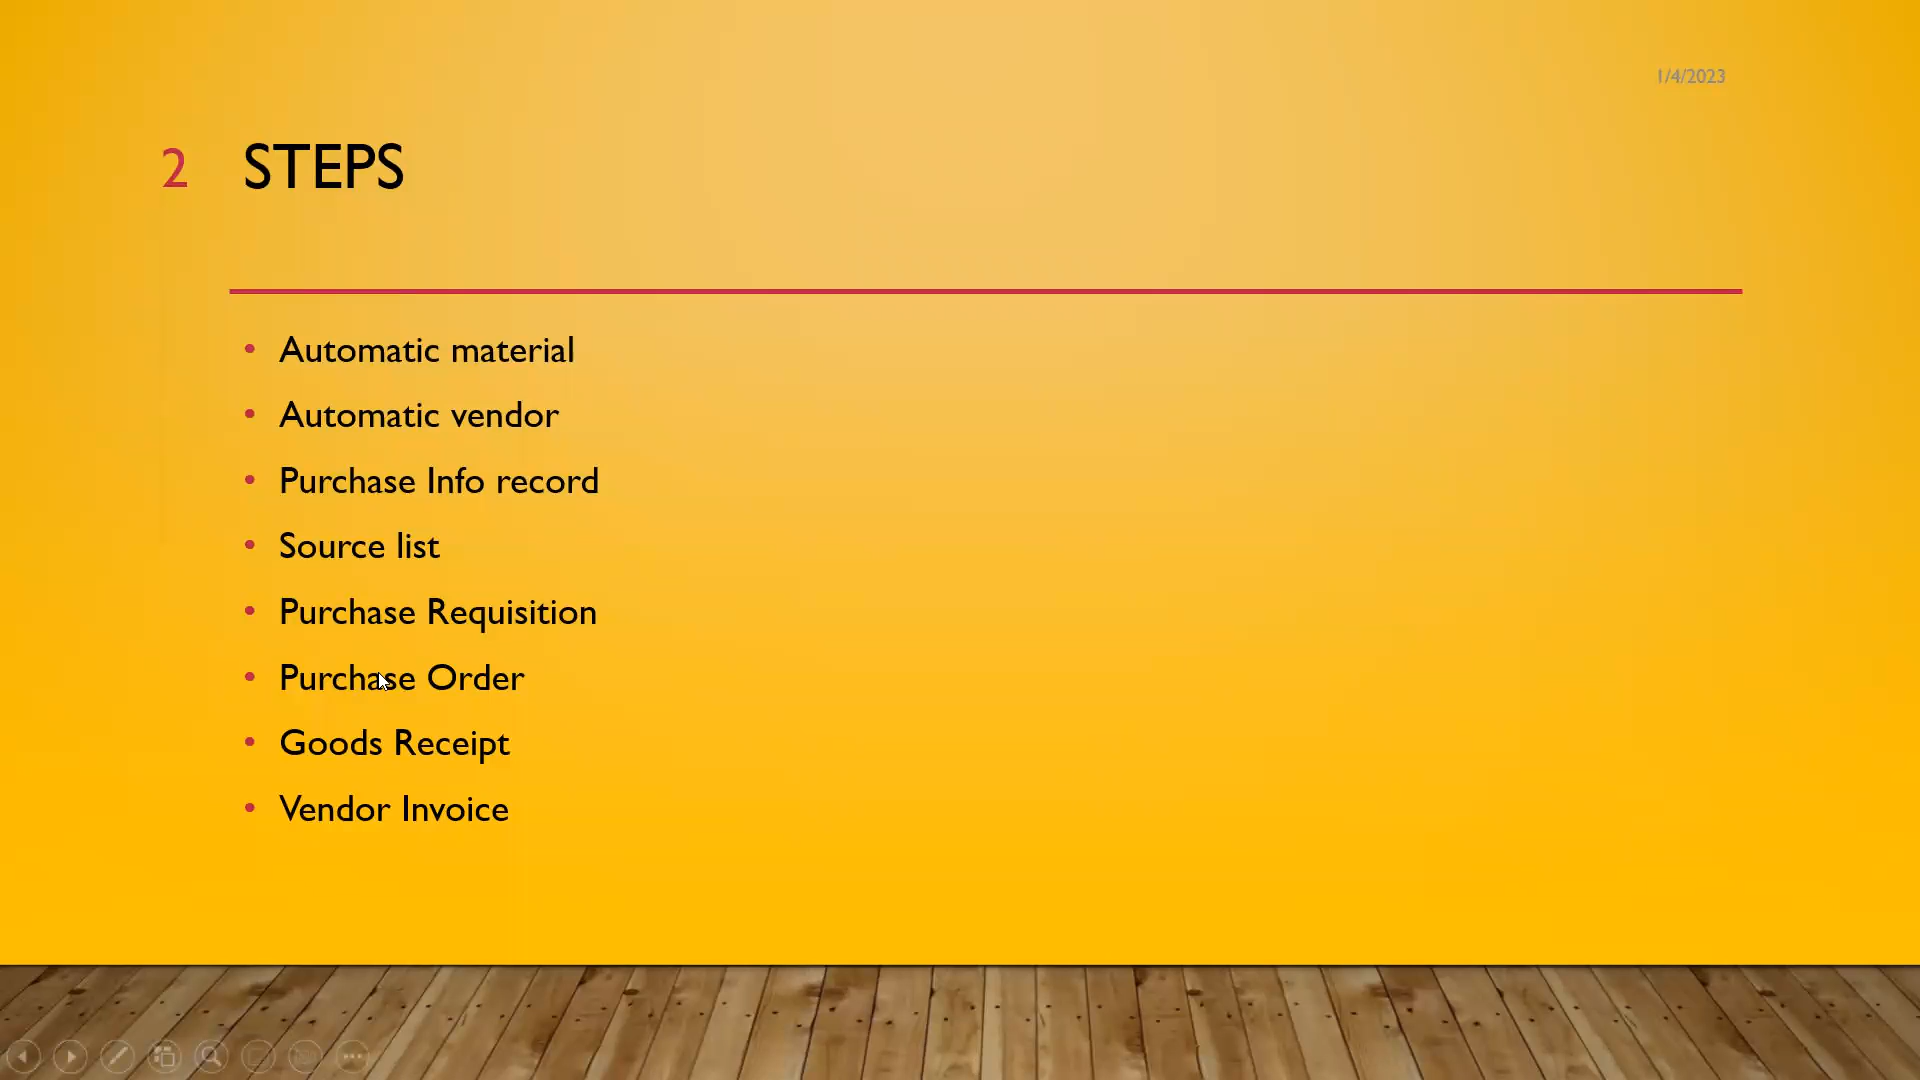 1/4/2023
2 STEPS
• Automatic material
• Automatic vendor
• Purchase Info record
• Source list
• Purchase Requisition
• Purchase Order
• Goods Receipt
• Vendor Invoice